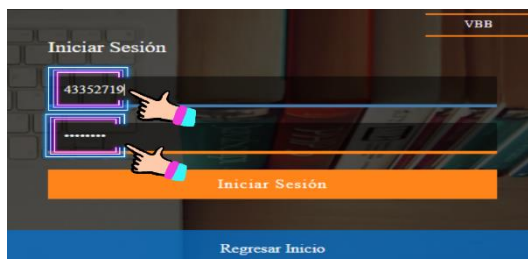 VBB
Iniciar Sesión
43352719
••••••••
Iniciar Sesión
Regresar Inicio